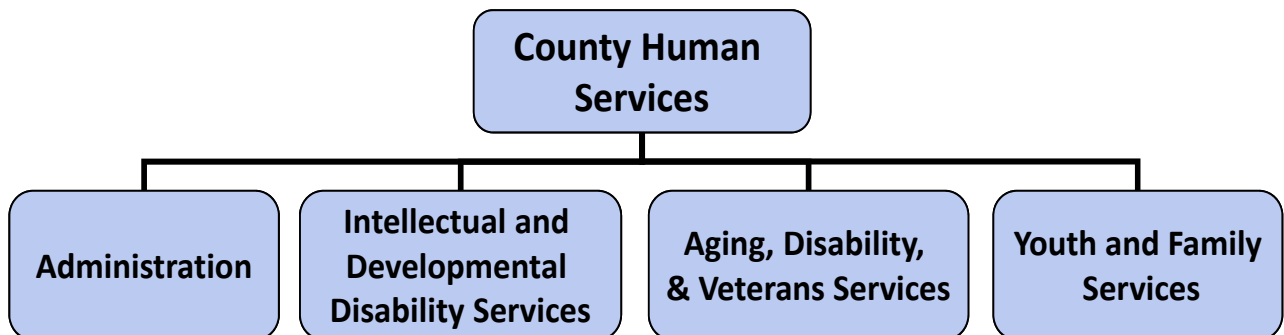 County Human
Services
Administration
Intellectual and
Developmental
Disability Services
Aging, Disability,
& Veterans Services
Youth and Family
Services